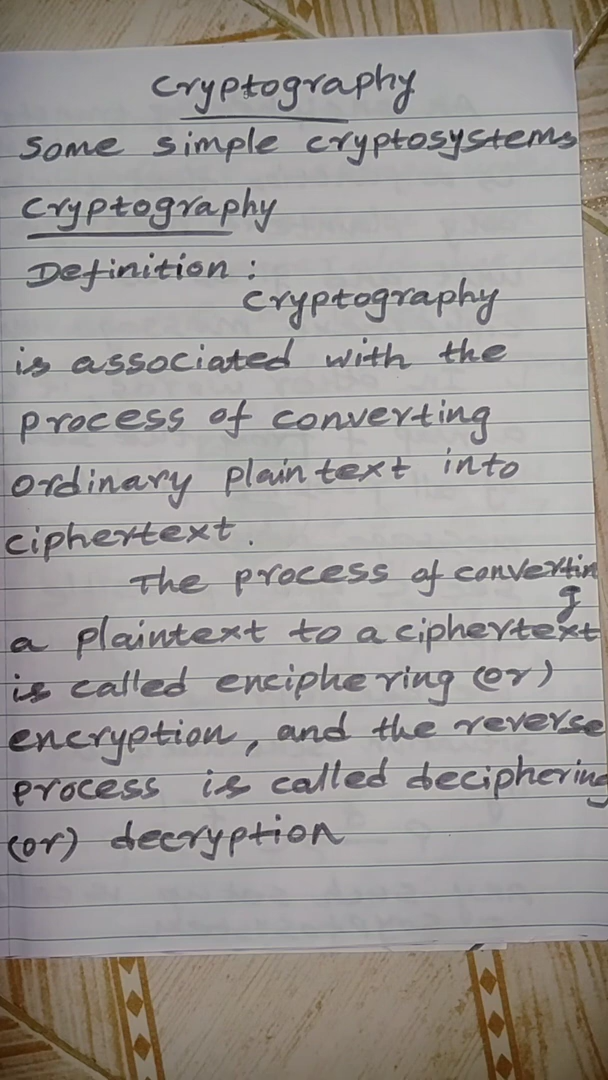 Cryptography
Some simple cryptosystems
Cryptography
Definition :
Cryptography
is associated with the
process of converting
ordinary plain text into
ciphertext.
The process of converting
a plaintext to a ciphertext
is called enciphering (or)
encryption, and the reverse
process is called deciphering
(or) decryption